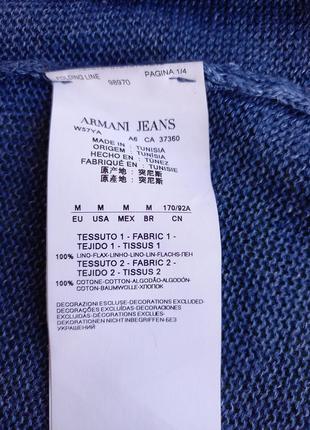 FOLDING LINE PAGINA 1/4
98970
ARMANI JEANS
W57YA A6 CA 37360
MADE IN : TUNISIA
ORIGEM : TUNISIA
HECHO EN : TÚNEZ
FABRIQUÉ EN : TUNISIE
原产地 : 突尼斯
原產地 : 突尼斯
M M M M 170/92A
EU USA MEX BR CN
TESSUTO 1 - FABRIC 1 -
TEJIDO 1 - TISSUS 1
100% LINO-FLAX-LINHO-LINO-LIN-FLACHS-ЛЕН
TESSUTO 2 - FABRIC 2 -
TEJIDO 2 - TISSUS 2
100% COTONE-COTTON-ALGODÃO-ALGODÓN-
COTON-BAUMWOLLE-ХЛОПОК
DECORAZIONI ESCLUSE-DECORATIONS EXCLUDED-
DECORAÇÕES EXCLUÍDAS-DECORACIONES
EXCLUIDAS-DECORATIONS EXCLUES-
DEKORATIONEN NICHT INBEGRIFFEN-БЕЗ
УКРАШЕНИЙ